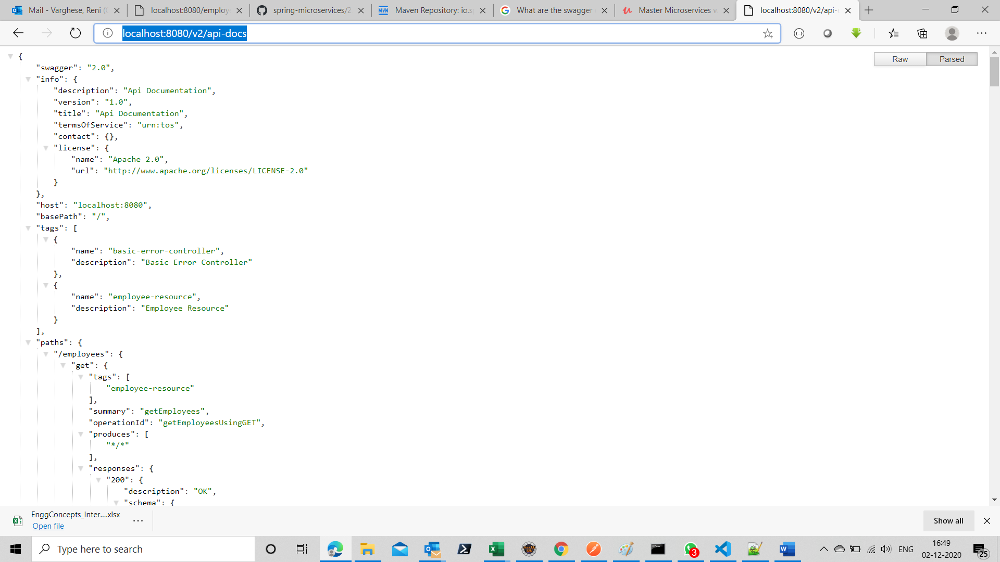 Mail - Varghese, Reni (
localhost:8080/employ
spring-microservices/2
Maven Repository: io.s
What are the swagger
Master Microservices w
localhost:8080/v2/api-
localhost:8080/v2/api-docs
Raw
Parsed
{
"swagger": "2.0",
"info": {
"description": "Api Documentation",
"version": "1.0",
"title": "Api Documentation",
"termsOfService": "urn:tos",
"contact": {},
"license": {
"name": "Apache 2.0",
"url": "http://www.apache.org/licenses/LICENSE-2.0"
}
},
"host": "localhost:8080",
"basePath": "/",
"tags": [
{
"name": "basic-error-controller",
"description": "Basic Error Controller"
},
{
"name": "employee-resource",
"description": "Employee Resource"
}
],
"paths": {
"/employees": {
"get": {
"tags": [
"employee-resource"
],
"summary": "getEmployees",
"operationId": "getEmployeesUsingGET",
"produces": [
"*/*"
],
"responses": {
"200": {
"description": "OK",
"schema": {
EnggConcepts_Inter....xlsx
Open file
Show all
Type here to search
3
ENG
16:49
02-12-2020
25